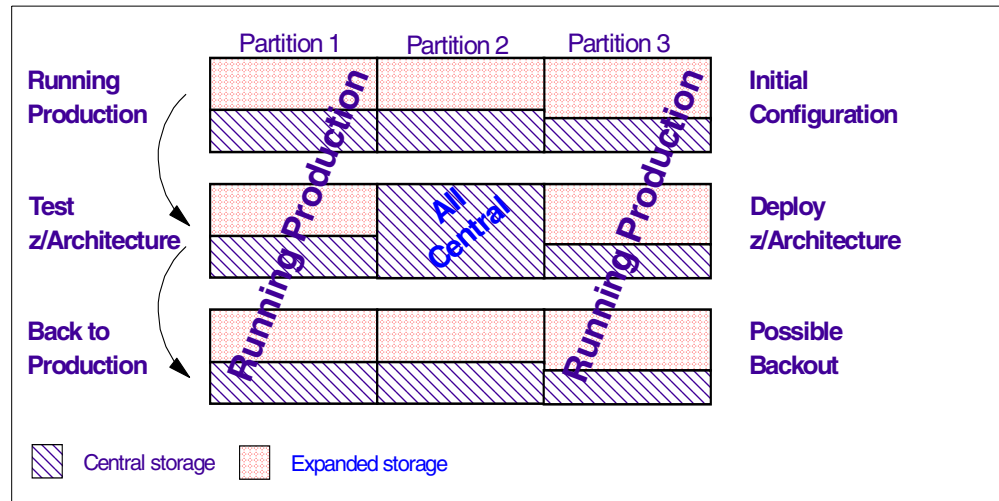 Partition 1
Partition 2
Partition 3
Running
Production
Initial
Configuration
Running Production
Running Production
Test
z/Architecture
All
Central
Deploy
z/Architecture
Back to
Production
Possible
Backout
Central storage
Expanded storage